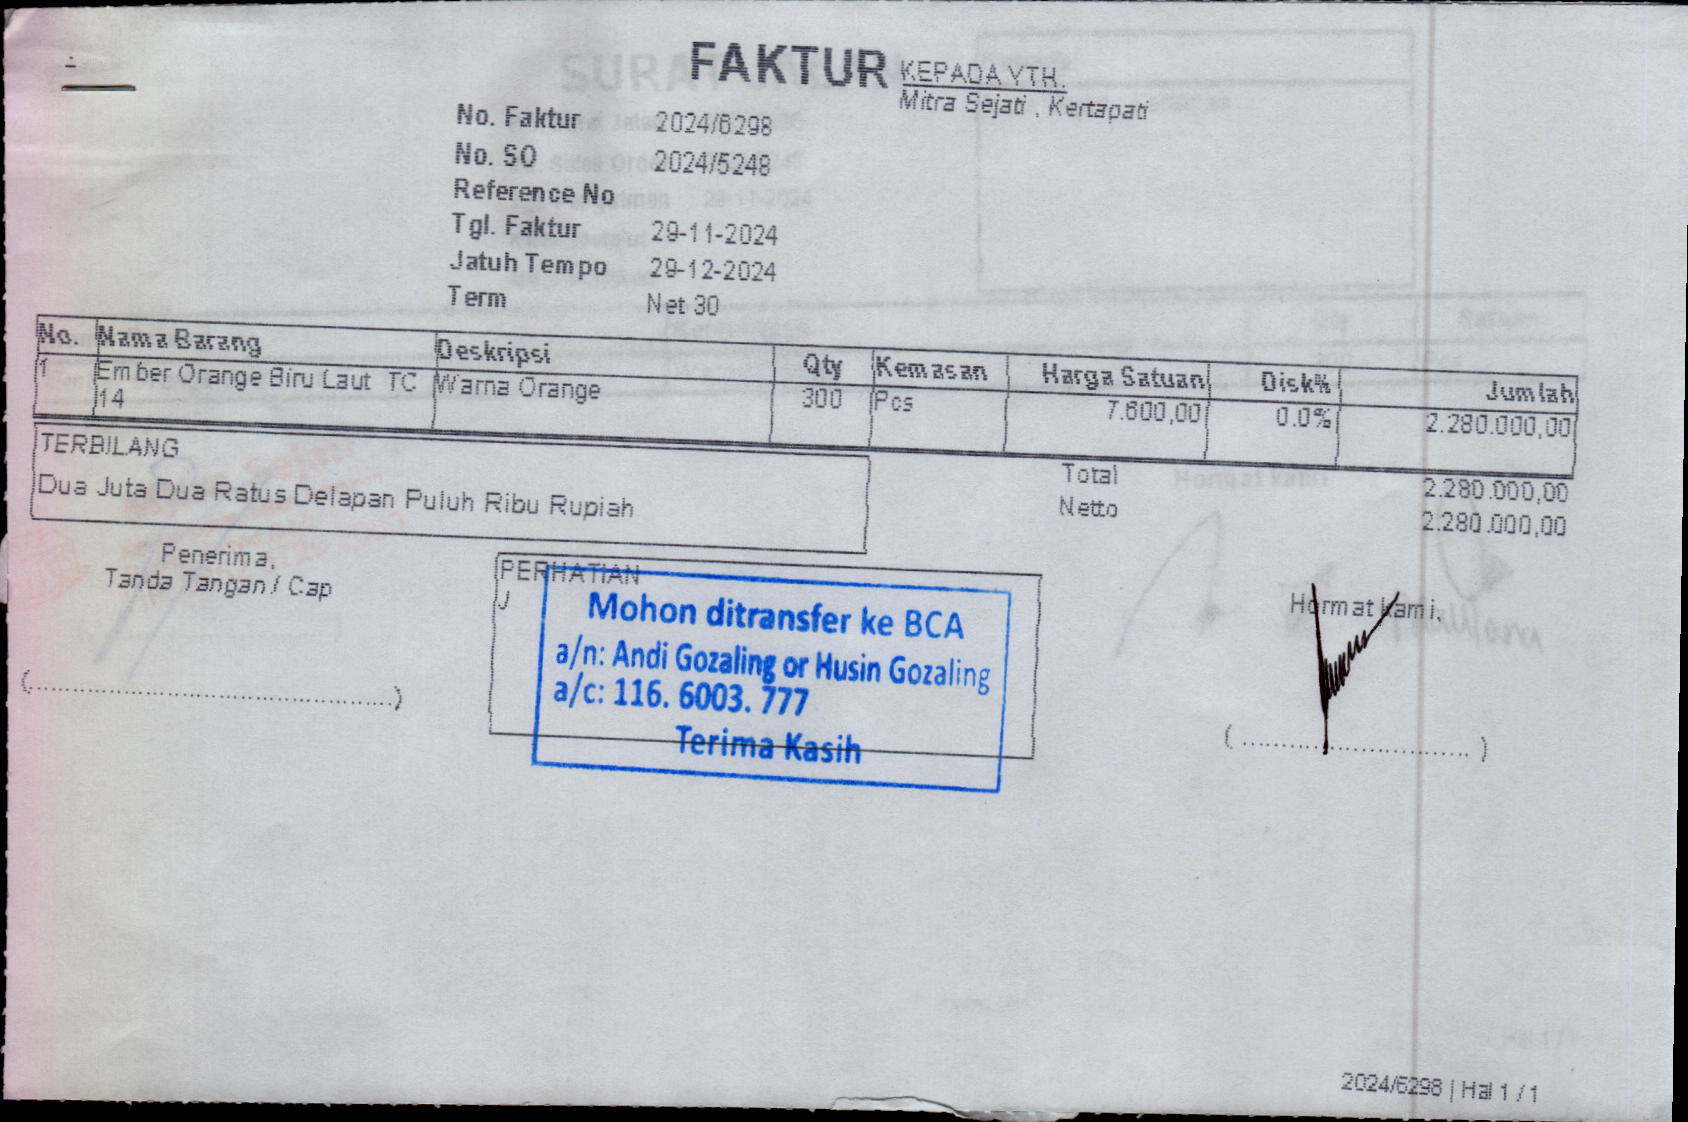 FAKTUR
KEPADA YTH.
Mitra Sejati , Kertapati
No. Faktur 2024/6298
No. SO 2024/5248
Reference No
Tgl. Faktur 29-11-2024
Jatuh Tempo 29-12-2024
Term Net 30
No. Nama Barang Deskripsi Qty Kemasan Harga Satuan Disk% Jumlah
1 Ember Orange Biru Laut TC Warna Orange 300 Pcs 7.600,00 0.0% 2.280.000,00
14
TERBILANG
Dua Juta Dua Ratus Delapan Puluh Ribu Rupiah
Total 2.280.000,00
Netto 2.280.000,00
Penerima,
Tanda Tangan / Cap
(..........................................)
PERHATIAN
J
Mohon ditransfer ke BCA
a/n: Andi Gozaling or Husin Gozaling
a/c: 116. 6003. 777
Terima Kasih
Hormat kami,
(..............................)
2024/6298 | Hal 1 / 1